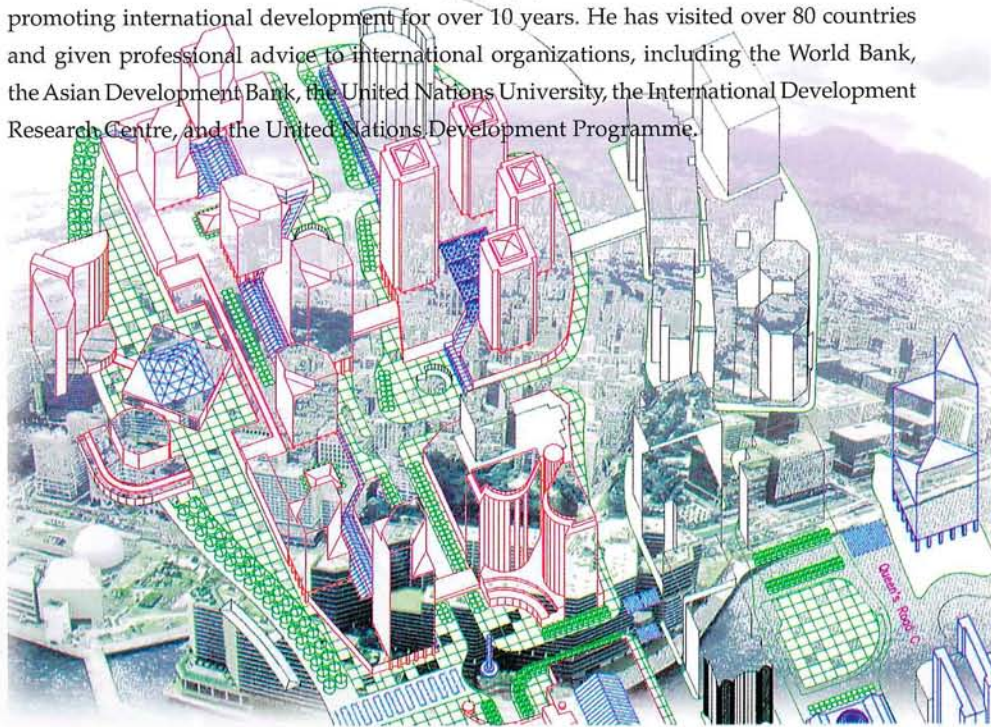 promoting international development for over 10 years. He has visited over 80 countries
and given professional advice to international organizations, including the World Bank,
the Asian Development Bank, the United Nations University, the International Development
Research Centre, and the United Nations Development Programme.
Queen's Road C